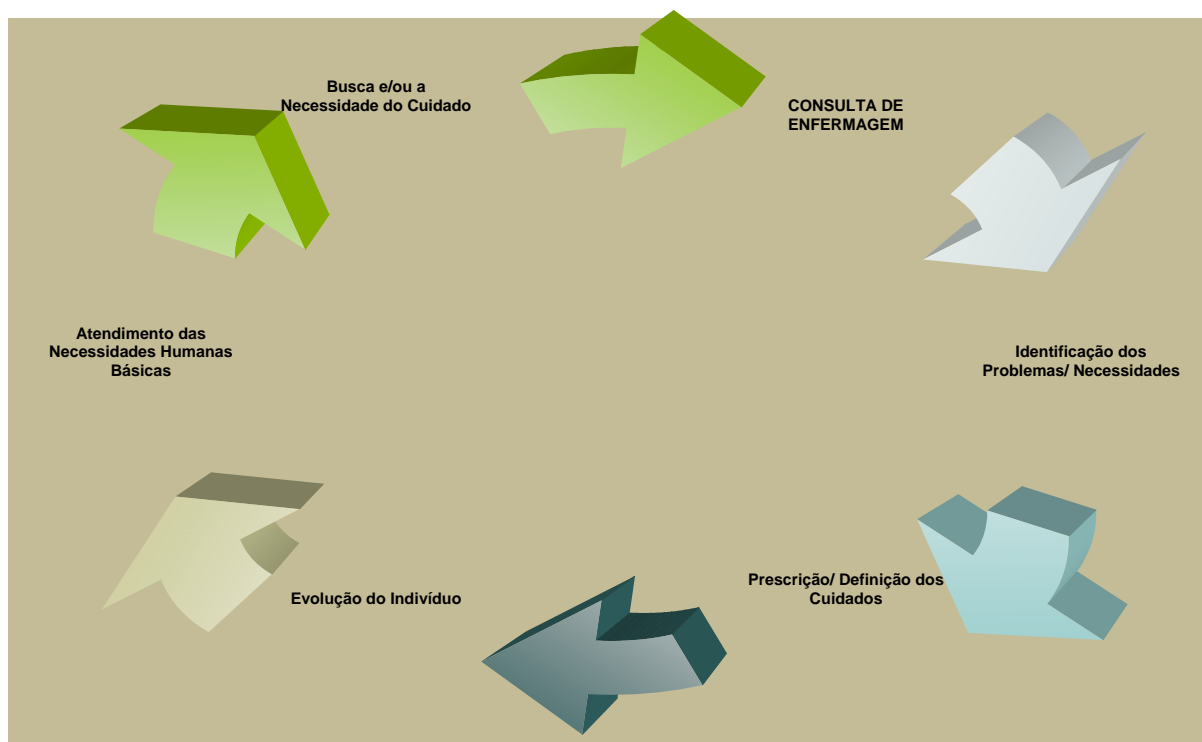 Busca e/ou a
Necessidade do Cuidado
CONSULTA DE
ENFERMAGEM
Identificação dos
Problemas/ Necessidades
Prescrição/ Definição dos
Cuidados
Evolução do Indivíduo
Atendimento das
Necessidades Humanas
Básicas